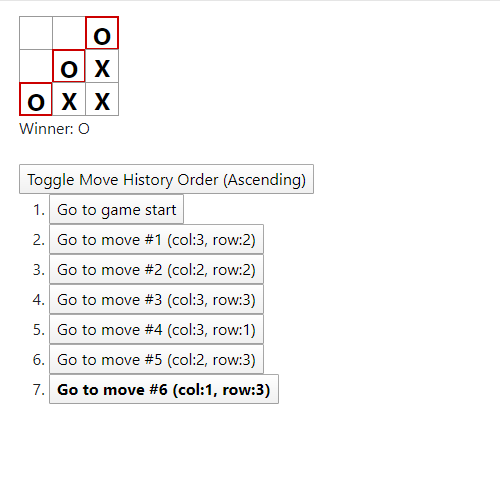 O
O X
O X X
Winner: O
Toggle Move History Order (Ascending)
1. Go to game start
2. Go to move #1 (col:3, row:2)
3. Go to move #2 (col:2, row:2)
4. Go to move #3 (col:3, row:3)
5. Go to move #4 (col:3, row:1)
6. Go to move #5 (col:2, row:3)
7. Go to move #6 (col:1, row:3)